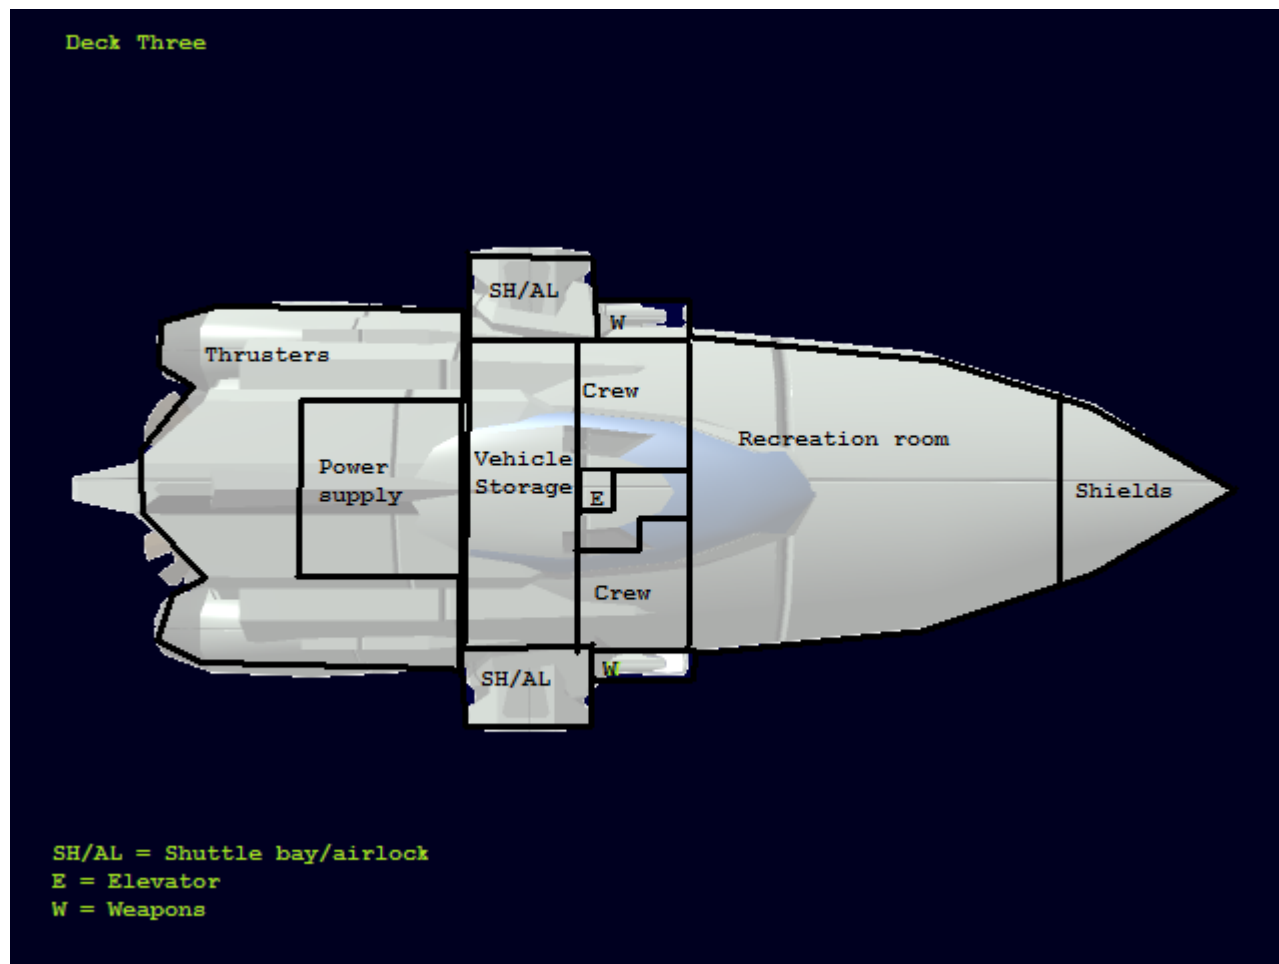 Deck Three
SH/AL
W
Thrusters
Crew
Recreation room
Power
supply
Vehicle
Storage
E
Shields
Crew
W
SH/AL
SH/AL = Shuttle bay/airlock
E = Elevator
W = Weapons